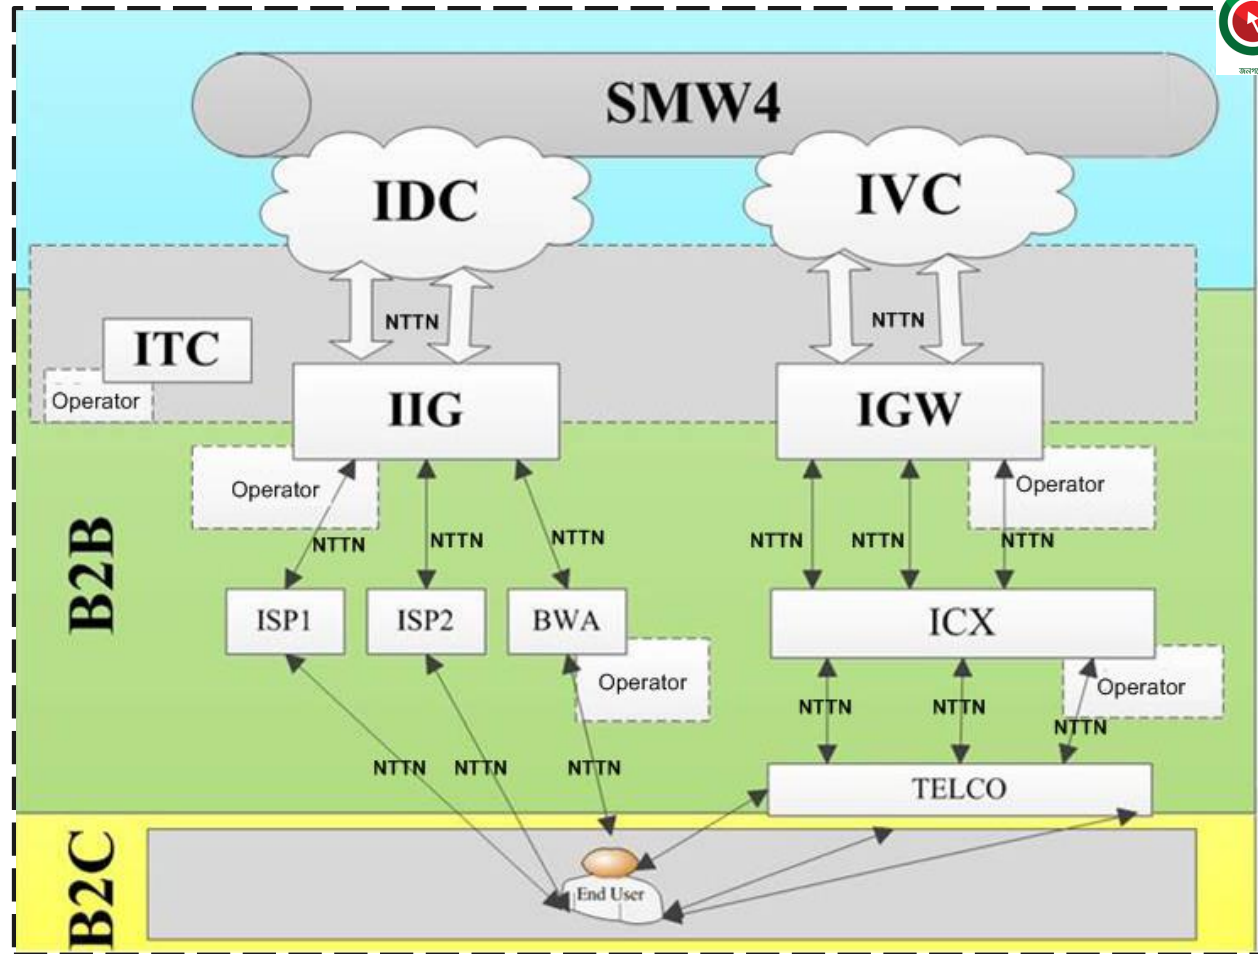 SMW4
IDC
IVC
NTTN
NTTN
ITC
Operator
IIG
IGW
Operator
Operator
B2B
NTTN
NTTN
NTTN
NTTN
NTTN
NTTN
ISP1
ISP2
BWA
ICX
Operator
Operator
NTTN
NTTN
NTTN
NTTN
NTTN
NTTN
TELCO
B2C
End User